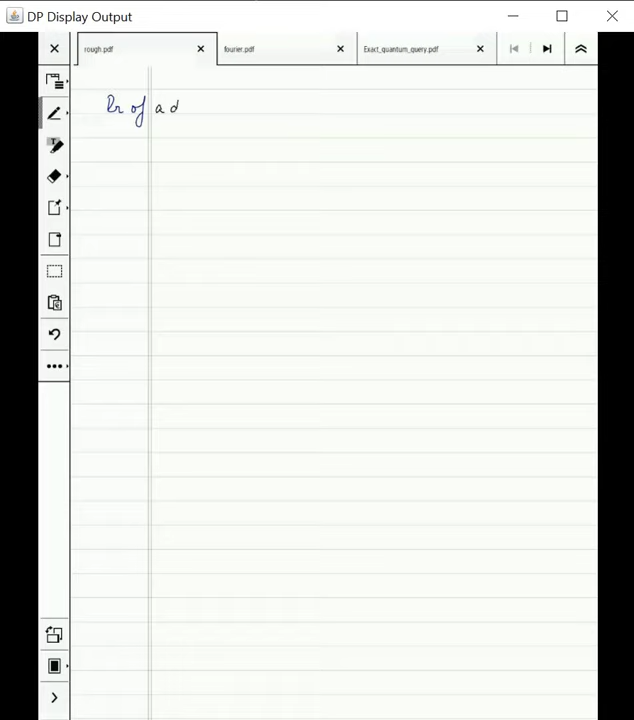 DP Display Output
rough.pdf
fourier.pdf
Exact_quantum_query.pdf
Pr of a d